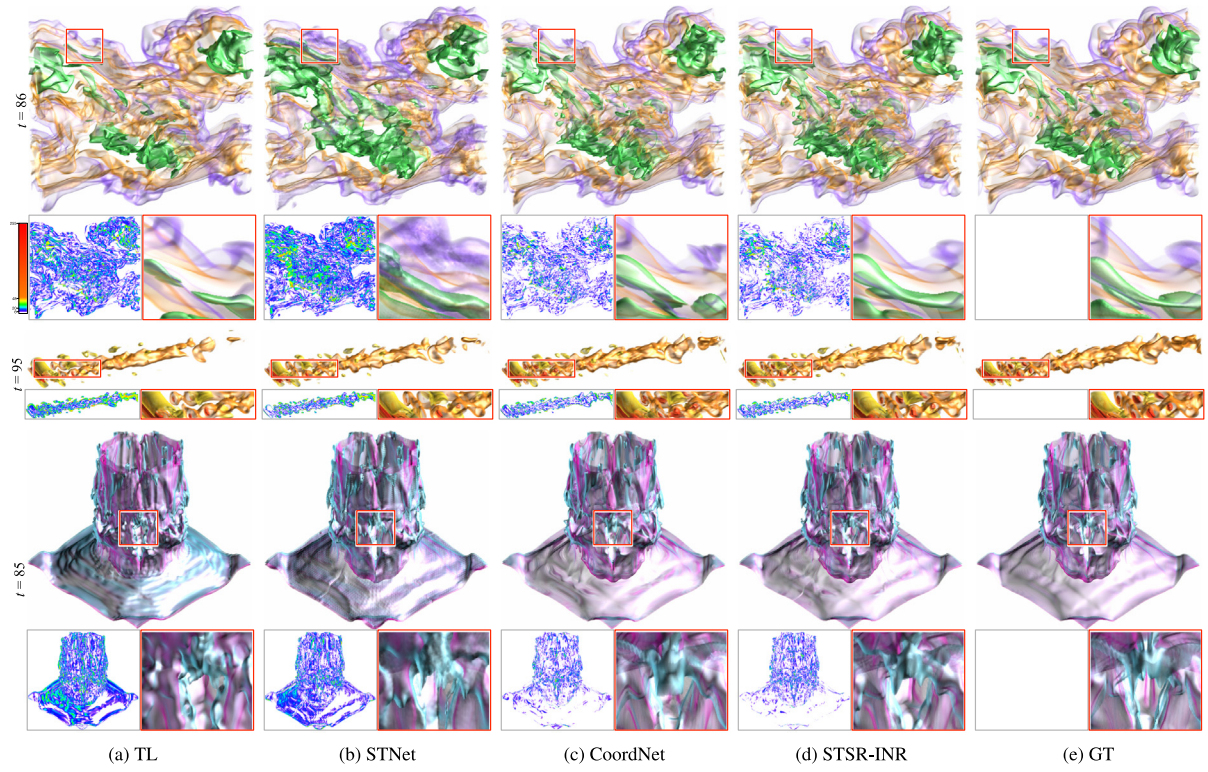 t = 86
t = 95
t = 85
(a) TL
(b) STNet
(c) CoordNet
(d) STSR-INR
(e) GT